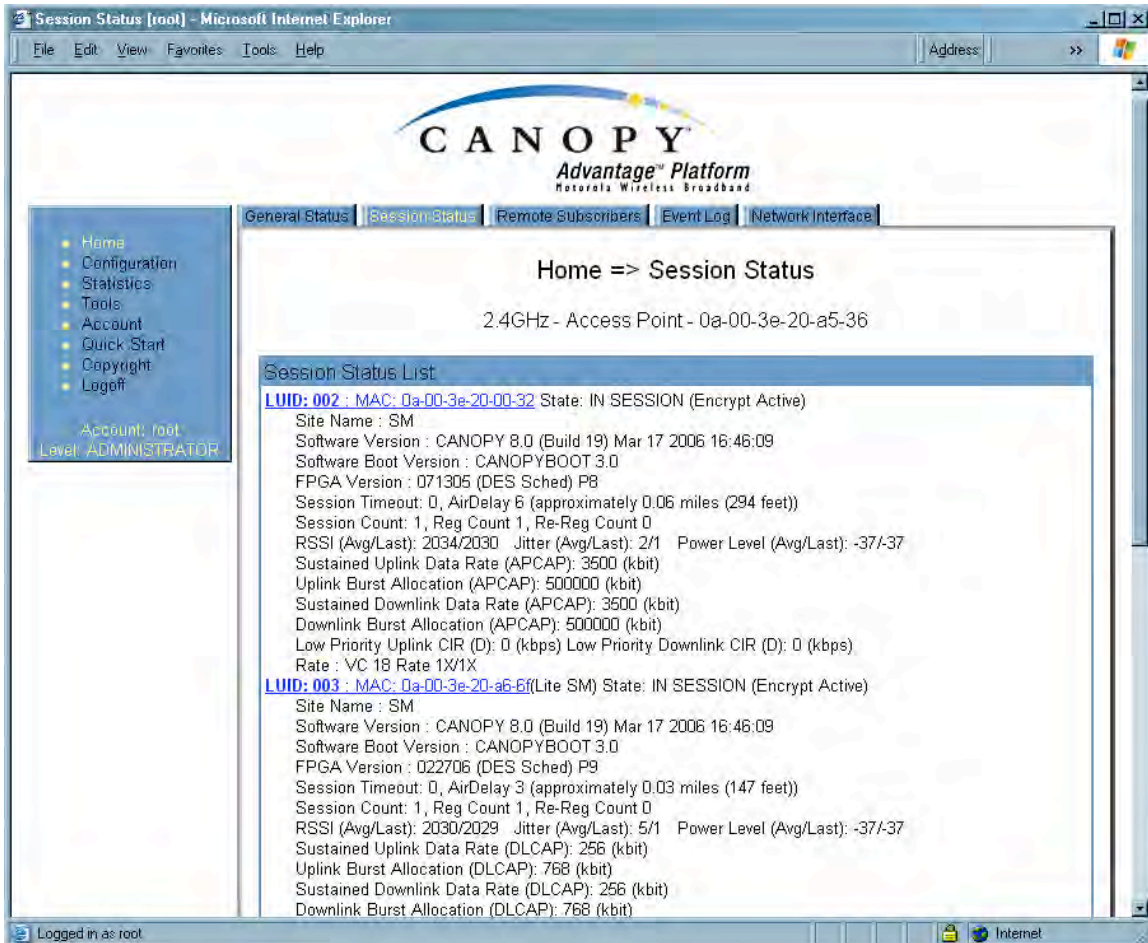 Session Status [root] - Microsoft Internet Explorer
File Edit View Favorites Tools Help Address »
CANOPY
Advantage™ Platform
Motorola Wireless Broadband
General Status Session Status Remote Subscribers Event Log Network Interface
Home
Configuration
Statistics
Tools
Account
Quick Start
Copyright
Logoff
Account: root
Level: ADMINISTRATOR
Home => Session Status
2.4GHz - Access Point - 0a-00-3e-20-a5-36
Session Status List
LUID: 002 : MAC: 0a-00-3e-20-00-32 State: IN SESSION (Encrypt Active)
Site Name : SM
Software Version : CANOPY 8.0 (Build 19) Mar 17 2006 16:46:09
Software Boot Version : CANOPYBOOT 3.0
FPGA Version : 071305 (DES Sched) P8
Session Timeout: 0, AirDelay 6 (approximately 0.06 miles (294 feet))
Session Count: 1, Reg Count 1, Re-Reg Count 0
RSSI (Avg/Last): 2034/2030 Jitter (Avg/Last): 2/1 Power Level (Avg/Last): -37/-37
Sustained Uplink Data Rate (APCAP): 3500 (kbit)
Uplink Burst Allocation (APCAP): 500000 (kbit)
Sustained Downlink Data Rate (APCAP): 3500 (kbit)
Downlink Burst Allocation (APCAP): 500000 (kbit)
Low Priority Uplink CIR (D): 0 (kbps) Low Priority Downlink CIR (D): 0 (kbps)
Rate : VC 18 Rate 1X/1X
LUID: 003 : MAC: 0a-00-3e-20-a6-6f(Lite SM) State: IN SESSION (Encrypt Active)
Site Name : SM
Software Version : CANOPY 8.0 (Build 19) Mar 17 2006 16:46:09
Software Boot Version : CANOPYBOOT 3.0
FPGA Version : 022706 (DES Sched) P9
Session Timeout: 0, AirDelay 3 (approximately 0.03 miles (147 feet))
Session Count: 1, Reg Count 1, Re-Reg Count 0
RSSI (Avg/Last): 2030/2029 Jitter (Avg/Last): 5/1 Power Level (Avg/Last): -37/-37
Sustained Uplink Data Rate (DLCAP): 256 (kbit)
Uplink Burst Allocation (DLCAP): 768 (kbit)
Sustained Downlink Data Rate (DLCAP): 256 (kbit)
Downlink Burst Allocation (DLCAP): 768 (kbit)
Logged in as root Internet